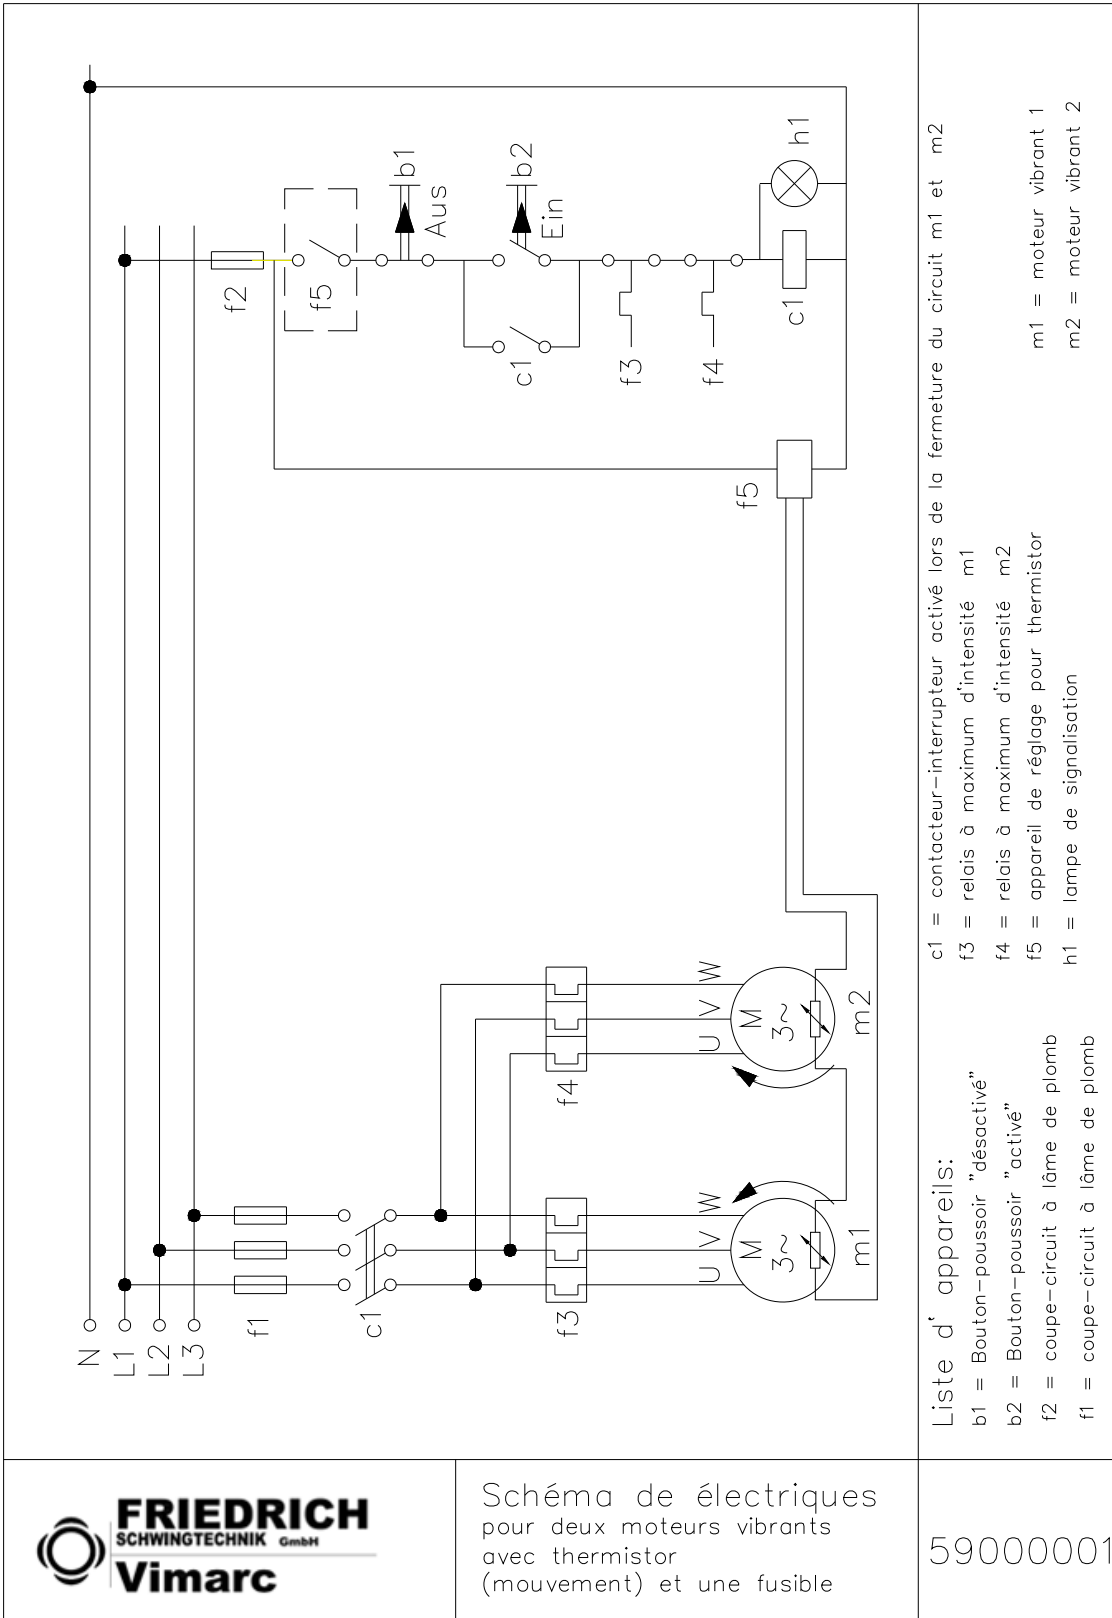 N
L1
L2
L3
f1
c1
f3
f4
U V W
M
3~
m1
U V W
M
3~
m2
f2
f5
b1
Aus
b2
Ein
c1
f3
f4
c1
h1
f5
Liste d' appareils:
b1 = Bouton-poussoir "désactivé"
b2 = Bouton-poussoir "activé"
f2 = coupe-circuit à lâme de plomb
f1 = coupe-circuit à lâme de plomb
c1 = contacteur-interrupteur activé lors de la fermeture du circuit m1 et m2
f3 = relais à maximum d'intensité m1
f4 = relais à maximum d'intensité m2
f5 = appareil de réglage pour thermistor
h1 = lampe de signalisation
m1 = moteur vibrant 1
m2 = moteur vibrant 2
FRIEDRICH
SCHWINGTECHNIK GmbH
Vimarc
Schéma de électriques
pour deux moteurs vibrants
avec thermistor
(mouvement) et une fusible
59000001